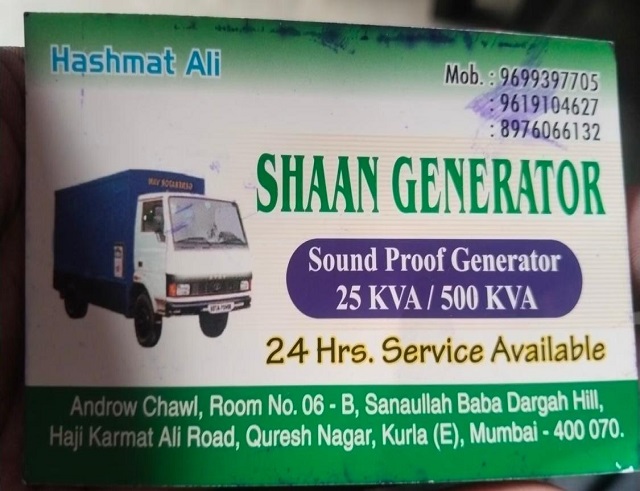 Hashmat Ali
Mob. : 9699397705
: 9619104627
: 8976066132
SHAAN GENERATOR
Sound Proof Generator
25 KVA / 500 KVA
24 Hrs. Service Available
Androw Chawl, Room No. 06 - B, Sanaullah Baba Dargah Hill,
Haji Karmat Ali Road, Quresh Nagar, Kurla (E), Mumbai - 400 070.